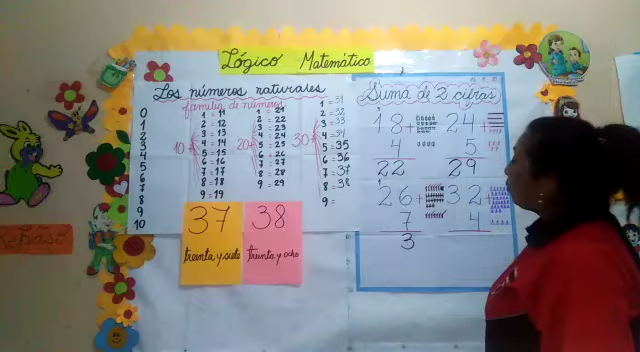 Lógico Matemático
Los números naturales
familia de números
0
1
2
3
4
5
6
7
8
9
10
10
1 = 11
2 = 12
3 = 13
4 = 14
5 = 15
6 = 16
7 = 17
8 = 18
9 = 19
20
1 = 21
2 = 22
3 = 23
4 = 24
5 = 25
6 = 26
7 = 27
8 = 28
9 = 29
30
1 = 31
2 = 32
3 = 33
4 = 34
5 = 35
6 = 36
7 = 37
8 = 38
9 =
37
treinta y siete
38
treinta y ocho
Suma de 2 cifras
1
18+
4
22
24+
5
29
1
26+
7
3
32+
4
Repaso